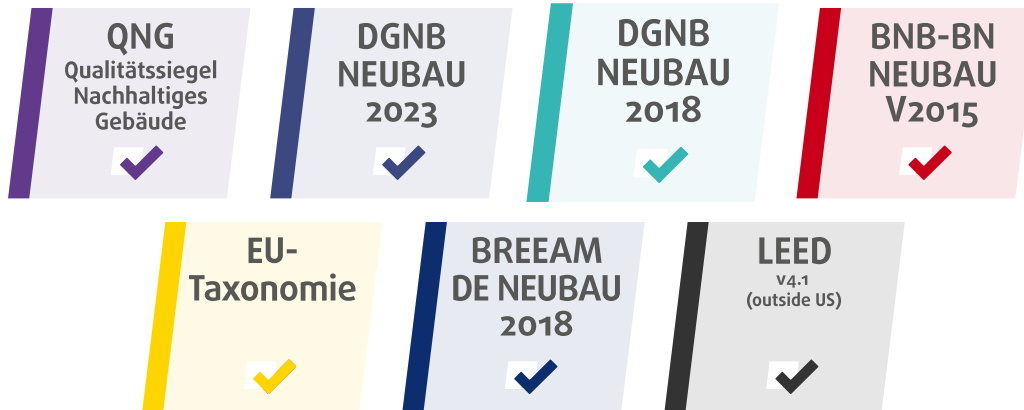 QNG
Qualitätssiegel
Nachhaltiges
Gebäude
DGNB
NEUBAU
2023
DGNB
NEUBAU
2018
BNB-BN
NEUBAU
V2015
EU-
Taxonomie
BREEAM
DE NEUBAU
2018
LEED
v4.1
(outside US)